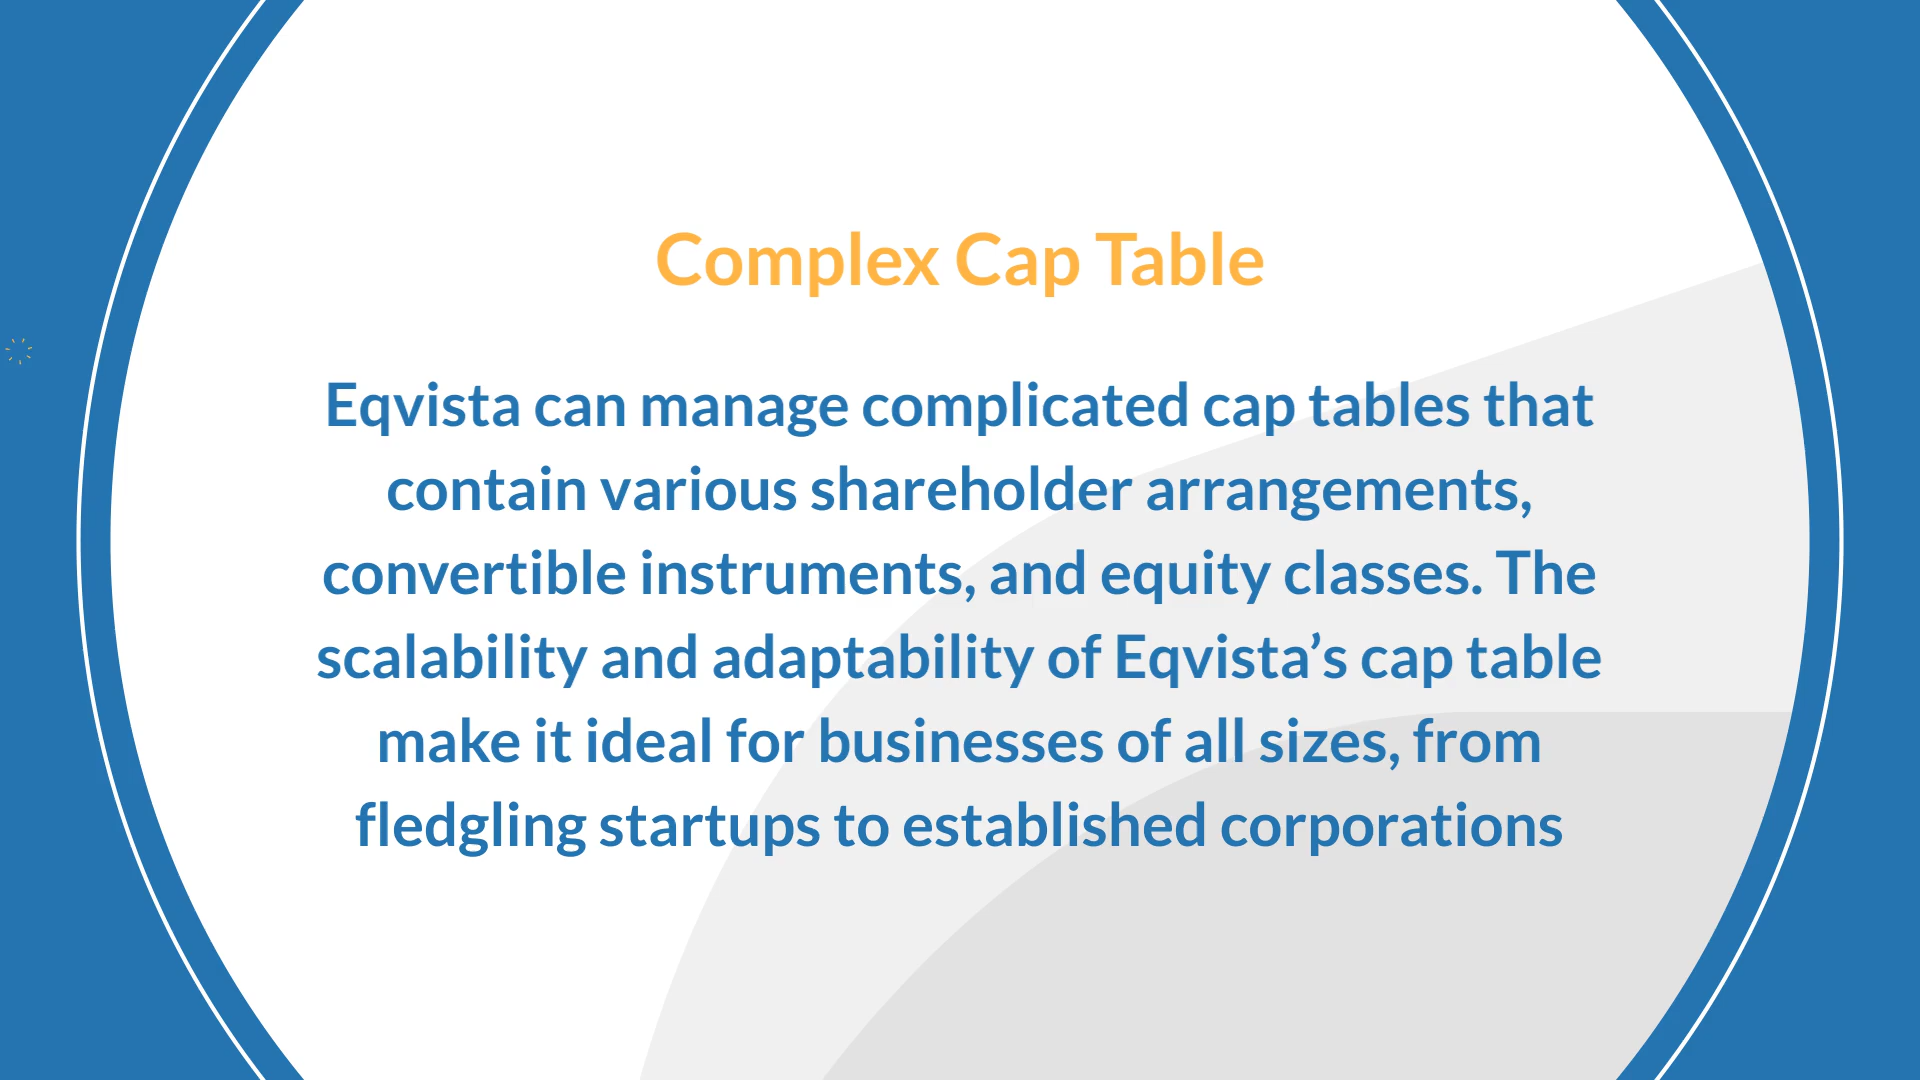 Complex Cap Table
Eqvista can manage complicated cap tables that
contain various shareholder arrangements,
convertible instruments, and equity classes. The
scalability and adaptability of Eqvista’s cap table
make it ideal for businesses of all sizes, from
fledgling startups to established corporations